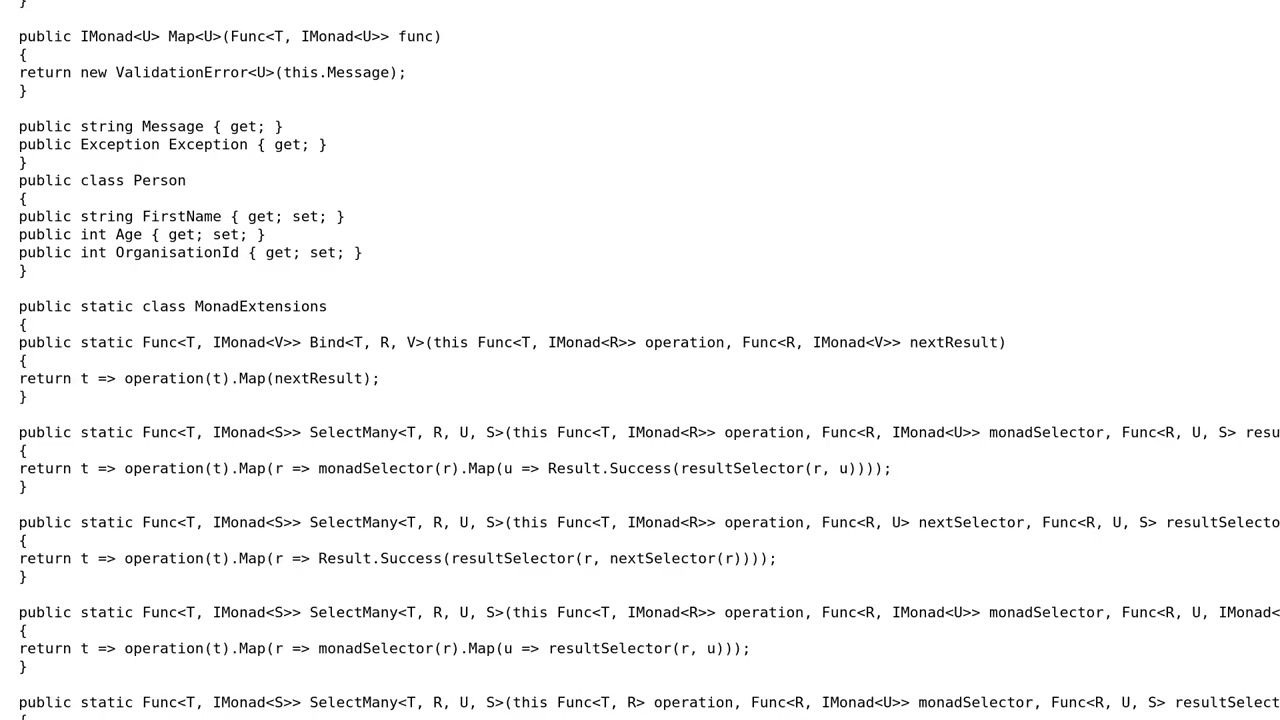 }
public IMonad<U> Map<U>(Func<T, IMonad<U>> func)
{
return new ValidationError<U>(this.Message);
}
public string Message { get; }
public Exception Exception { get; }
}
public class Person
{
public string FirstName { get; set; }
public int Age { get; set; }
public int OrganisationId { get; set; }
}
public static class MonadExtensions
{
public static Func<T, IMonad<V>> Bind<T, R, V>(this Func<T, IMonad<R>> operation, Func<R, IMonad<V>> nextResult)
{
return t => operation(t).Map(nextResult);
}
public static Func<T, IMonad<S>> SelectMany<T, R, U, S>(this Func<T, IMonad<R>> operation, Func<R, IMonad<U>> monadSelector, Func<R, U, S> resu
{
return t => operation(t).Map(r => monadSelector(r).Map(u => Result.Success(resultSelector(r, u))));
}
public static Func<T, IMonad<S>> SelectMany<T, R, U, S>(this Func<T, IMonad<R>> operation, Func<R, U> nextSelector, Func<R, U, S> resultSelecto
{
return t => operation(t).Map(r => Result.Success(resultSelector(r, nextSelector(r))));
}
public static Func<T, IMonad<S>> SelectMany<T, R, U, S>(this Func<T, IMonad<R>> operation, Func<R, IMonad<U>> monadSelector, Func<R, U, IMonad<
{
return t => operation(t).Map(r => monadSelector(r).Map(u => resultSelector(r, u)));
}
public static Func<T, IMonad<S>> SelectMany<T, R, U, S>(this Func<T, R> operation, Func<R, IMonad<U>> monadSelector, Func<R, U, S> resultSelect
{